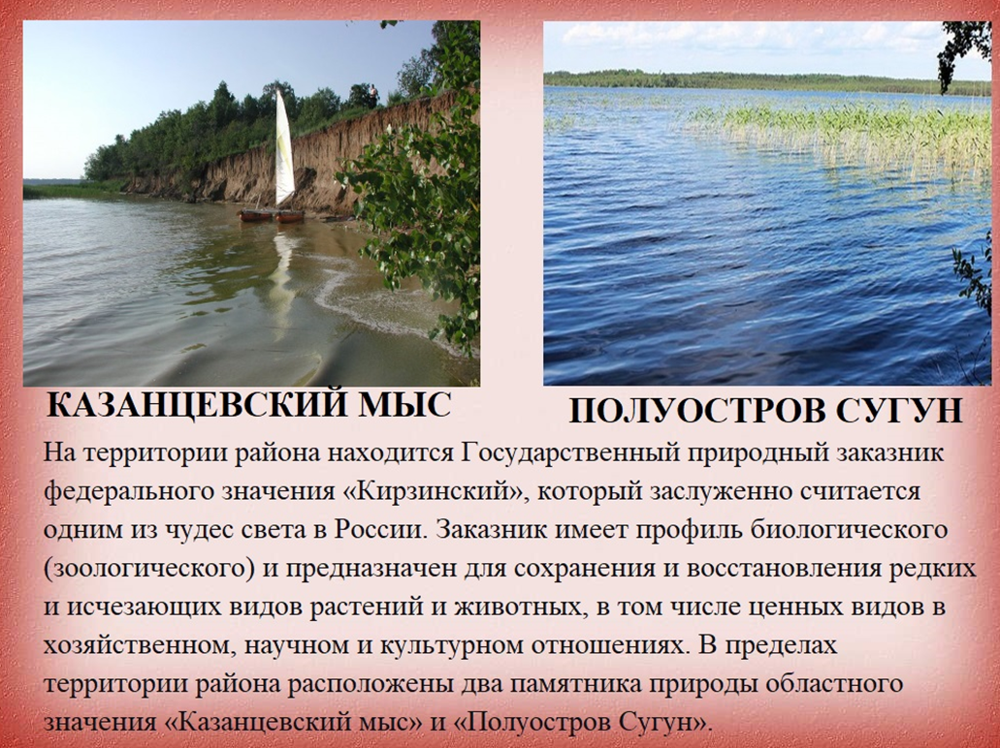 КАЗАНЦЕВСКИЙ МЫС
ПОЛУОСТРОВ СУГУН
На территории района находится Государственный природный заказник
федерального значения «Кирзинский», который заслуженно считается
одним из чудес света в России. Заказник имеет профиль биологического
(зоологического) и предназначен для сохранения и восстановления редких
и исчезающих видов растений и животных, в том числе ценных видов в
хозяйственном, научном и культурном отношениях. В пределах
территории района расположены два памятника природы областного
значения «Казанцевский мыс» и «Полуостров Сугун».